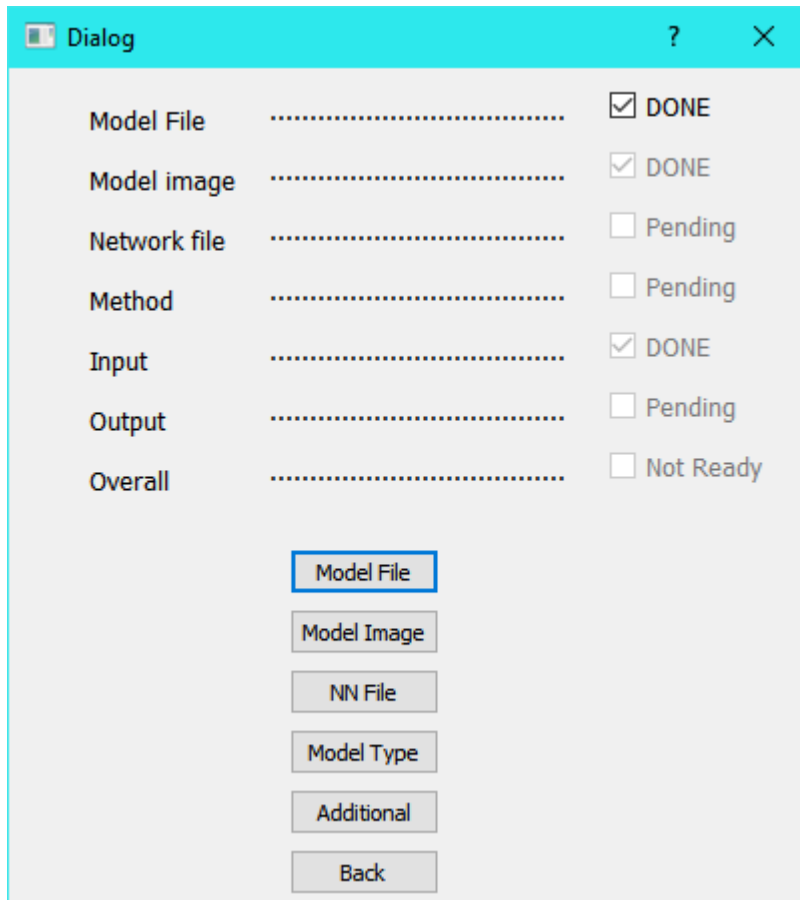 Dialog ?
Model File ..................................... DONE
Model image ..................................... DONE
Network file ..................................... Pending
Method ..................................... Pending
Input ..................................... DONE
Output ..................................... Pending
Overall ..................................... Not Ready
Model File
Model Image
NN File
Model Type
Additional
Back